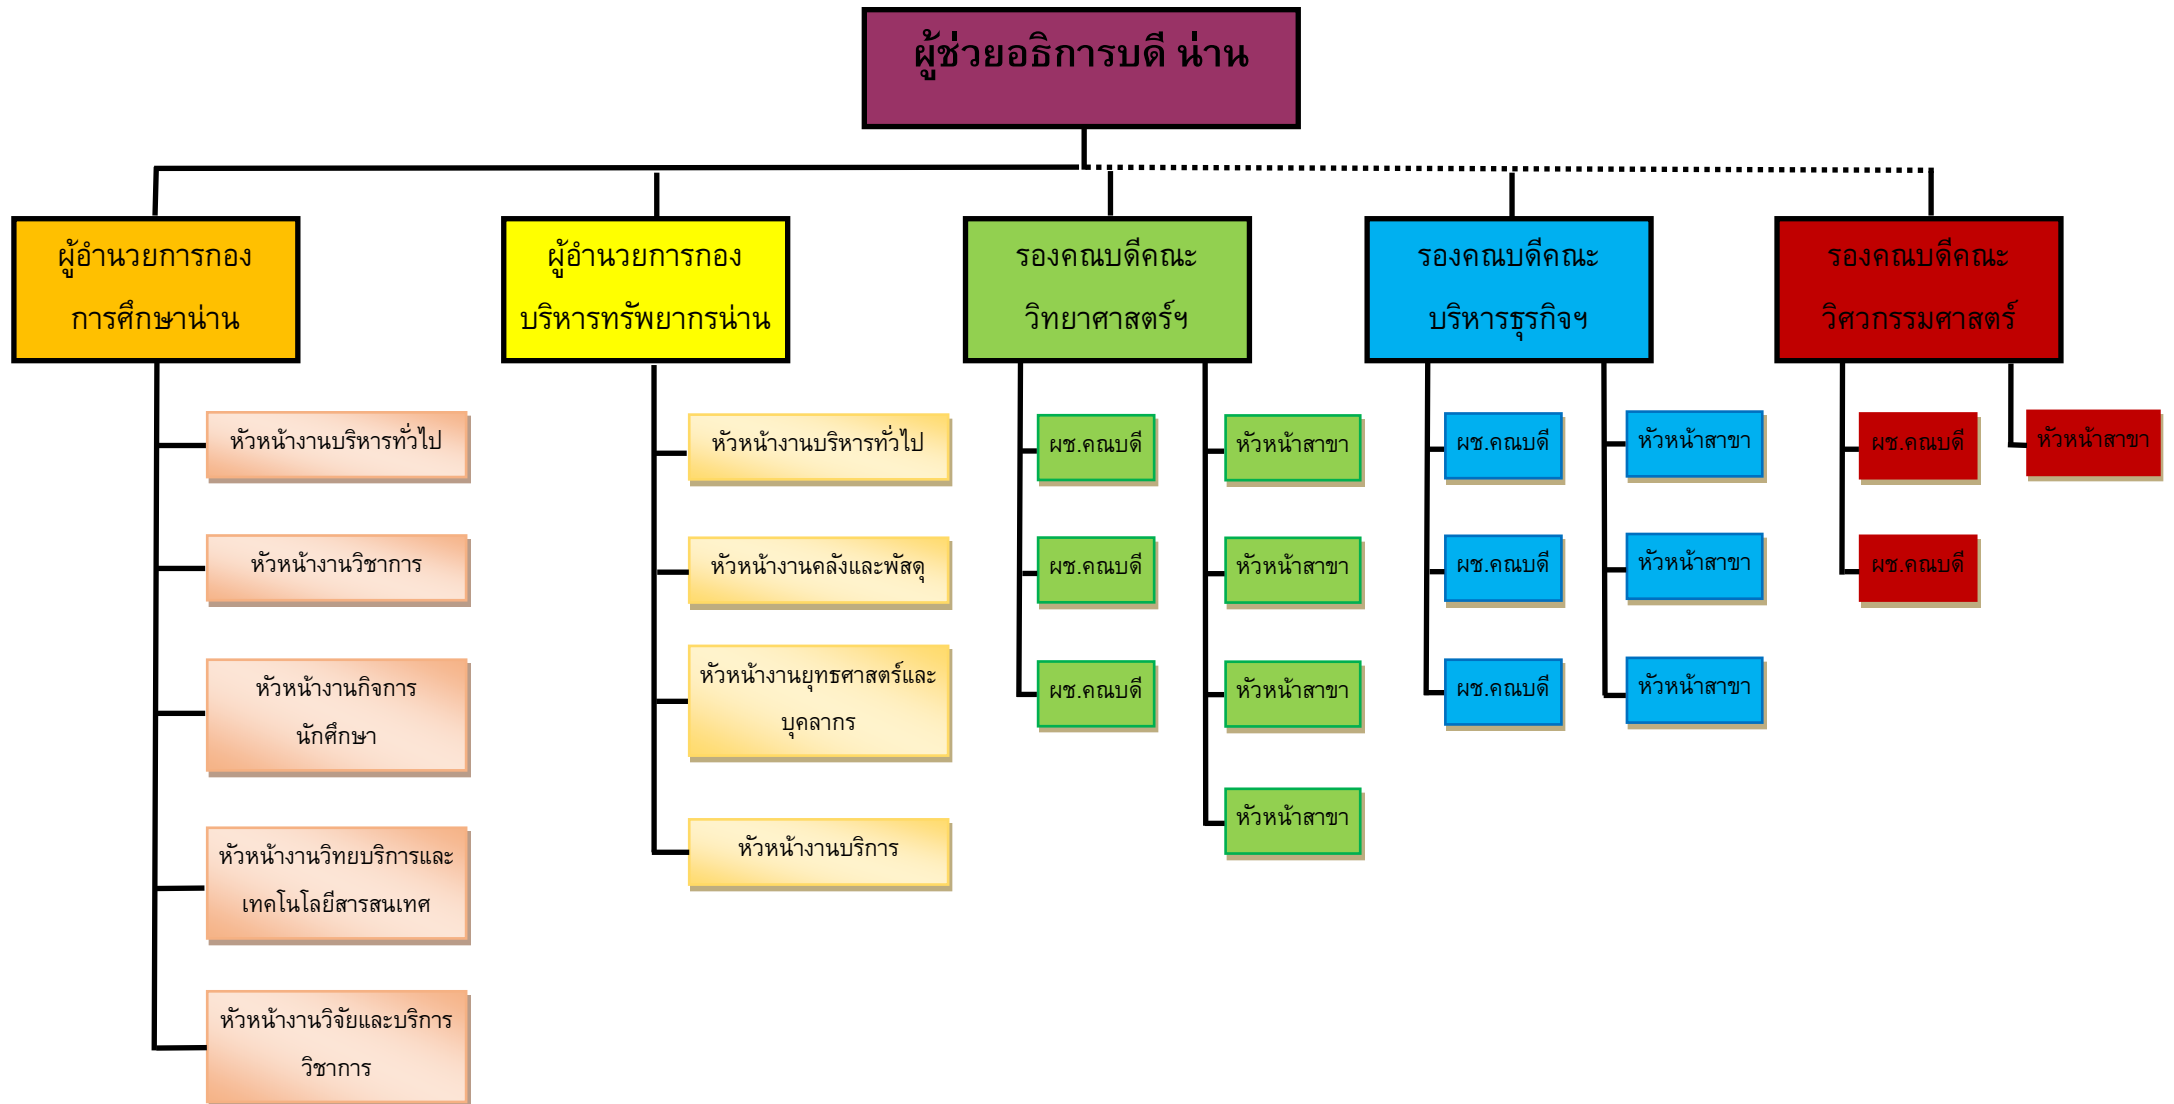 ผู้ช่วยอธิการบดี น่าน
ผู้อำนวยการกอง
การศึกษาน่าน
ผู้อำนวยการกอง
บริหารทรัพยากรน่าน
รองคณบดีคณะ
วิทยาศาสตร์ฯ
รองคณบดีคณะ
บริหารธุรกิจฯ
รองคณบดีคณะ
วิศวกรรมศาสตร์
หัวหน้างานบริหารทั่วไป
หัวหน้างานวิชาการ
หัวหน้างานกิจการ
นักศึกษา
หัวหน้างานวิทยบริการและ
เทคโนโลยีสารสนเทศ
หัวหน้างานวิจัยและบริการ
วิชาการ
หัวหน้างานบริหารทั่วไป
หัวหน้างานคลังและพัสดุ
หัวหน้างานยุทธศาสตร์และ
บุคลากร
หัวหน้างานบริการ
ผช.คณบดี
ผช.คณบดี
ผช.คณบดี
หัวหน้าสาขา
หัวหน้าสาขา
หัวหน้าสาขา
หัวหน้าสาขา
ผช.คณบดี
ผช.คณบดี
ผช.คณบดี
หัวหน้าสาขา
หัวหน้าสาขา
หัวหน้าสาขา
ผช.คณบดี
ผช.คณบดี
หัวหน้าสาขา